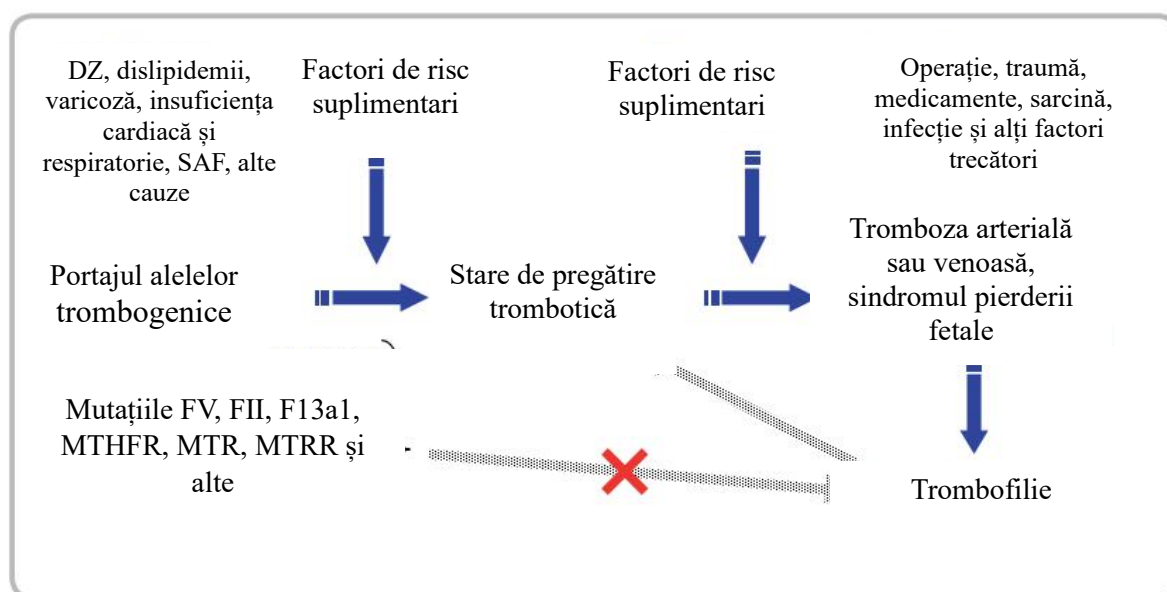 DZ, dislipidemii,
varicoză, insuficiența
cardiacă și
respiratorie, SAF, alte
cauze
Factori de risc
suplimentari
Factori de risc
suplimentari
Operație, traumă,
medicamente, sarcină,
infecție și alți factori
trecători
Portajul alelelor
trombogenice
Stare de pregătire
trombotică
Tromboza arterială
sau venoasă,
sindromul pierderii
fetale
Mutațiile FV, FII, F13a1,
MTHFR, MTR, MTRR și
alte
Trombofilie